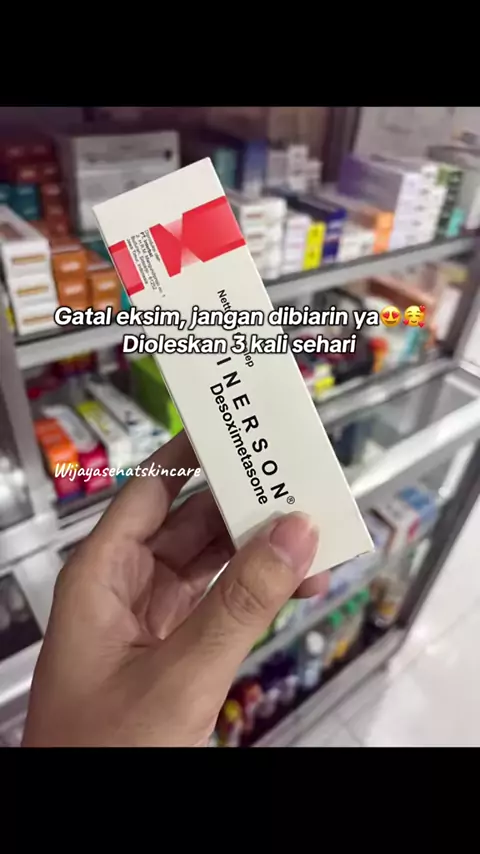 Gatal eksim, jangan dibiarin ya😍🥰
Dioleskan 3 kali sehari
INERSON®
Desoximetasone
Wijayasehatskincare